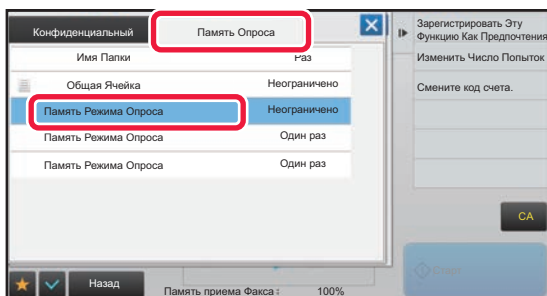 Конфиденциальный
Память Опроса
Имя Папки
Раз
Общая Ячейка
Неограничено
Память Режима Опроса
Неограничено
Память Режима Опроса
Один раз
Память Режима Опроса
Один раз
Назад
Память приема Факса :
100%
Зарегистрировать Эту
Функцию Как Предпочтения
Изменить Число Попыток
Смените код счета.
CA
Старт